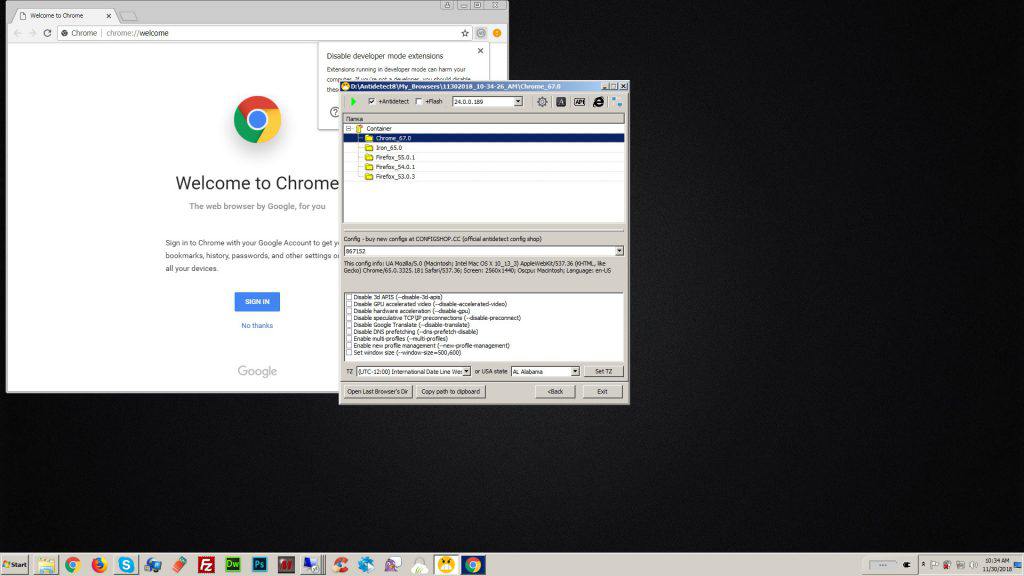 Welcome to Chrome
Chrome | chrome://welcome
Disable developer mode extensions
Extensions running in developer mode can harm your
computer. If you're not a developer, you should disable
these
Welcome to Chrome
The web browser by Google, for you
Sign in to Chrome with your Google Account to get
bookmarks, history, passwords, and other settings
all your devices.
SIGN IN
No thanks
Google
D:\Antidetect8\My_Browsers\11302018_10-34-26_AM\Chrome_67.0
+Antidetect
+Flash
24.0.0.189
A
API
Папка
Container
Chrome_67.0
Iron_65.0
Firefox_55.0.1
Firefox_54.0.1
Firefox_53.0.3
Config - buy new configs at CONFIGSHOP.CC (official antidetect config shop)
867152
This config info: UA Mozilla/5.0 (Macintosh; Intel Mac OS X 10_13_3) AppleWebKit/537.36 (KHTML, like
Gecko) Chrome/65.0.3325.181 Safari/537.36; Screen: 2560x1440; Oscpu: Macintosh; Language: en-US
Disable 3d APIS (--disable-3d-apis)
Disable GPU accelerated video (--disable-accelerated-video)
Disable hardware acceleration (--disable-gpu)
Disable speculative TCP\IP preconnections (--disable-preconnect)
Disable Google Translate (--disable-translate)
Disable DNS prefetching (--dns-prefetch-disable)
Enable multi-profiles (--multi-profiles)
Enable new profile management (--new-profile-management)
Set window size (--window-size=500,600)
TZ (UTC-12:00) International Date Line Wes or USA state AL Alabama Set TZ
Open Last Browser's Dir Copy path to clipboard <Back Exit
Start
Fz
Dw
Ps
10:34 AM
11/30/2018